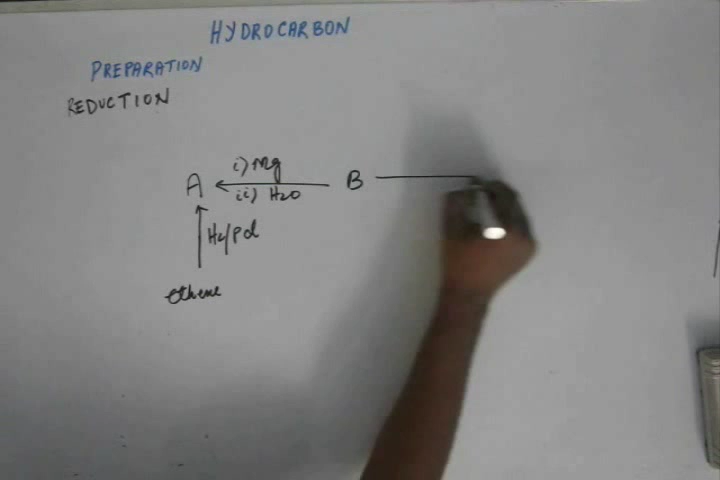 HYDROCARBON
PREPARATION
REDUCTION
i) Mg
A B
ii) H2O
H2/Pd
ethene